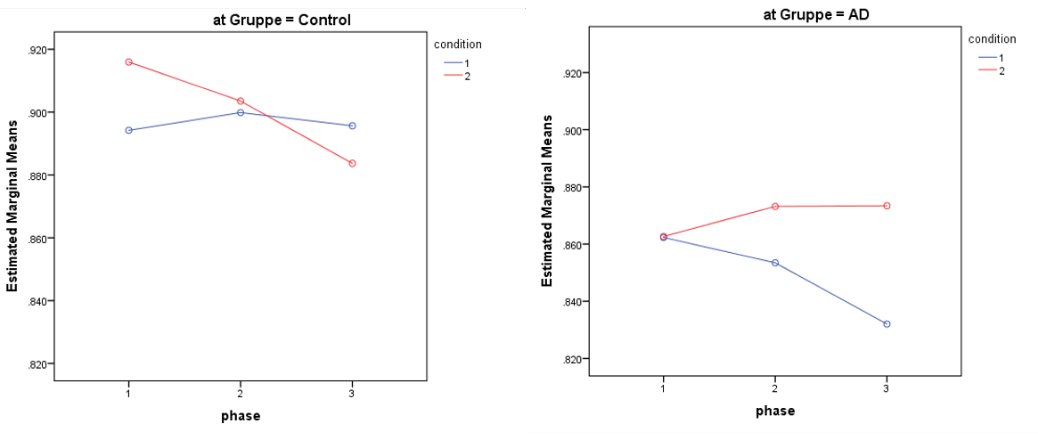 at Gruppe = Control
condition
1
2
.920
.900
.880
.860
.840
.820
Estimated Marginal Means
1 2 3
phase
at Gruppe = AD
condition
1
2
.920
.900
.880
.860
.840
.820
Estimated Marginal Means
1 2 3
phase